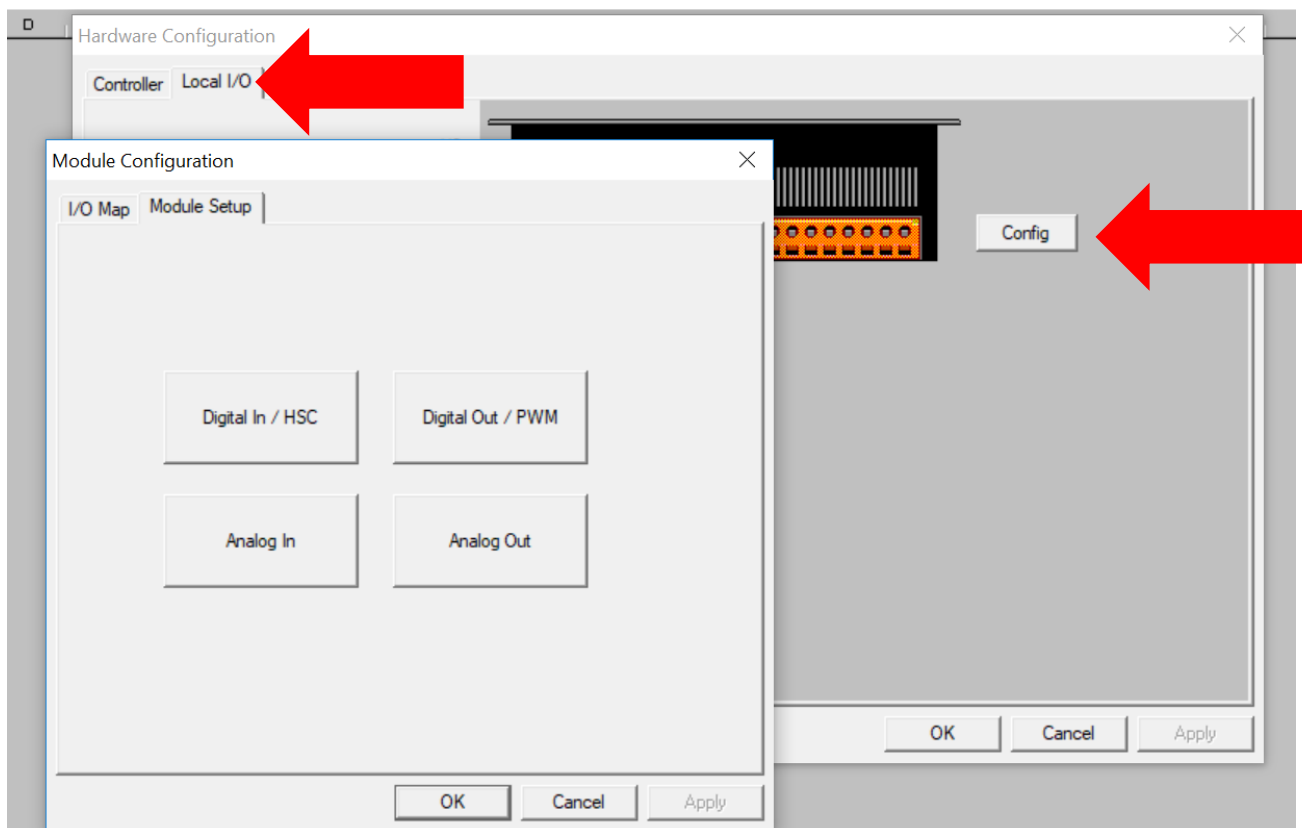 D
Hardware Configuration
Controller
Local I/O
Config
OK
Cancel
Apply
Module Configuration
I/O Map
Module Setup
Digital In / HSC
Digital Out / PWM
Analog In
Analog Out
OK
Cancel
Apply